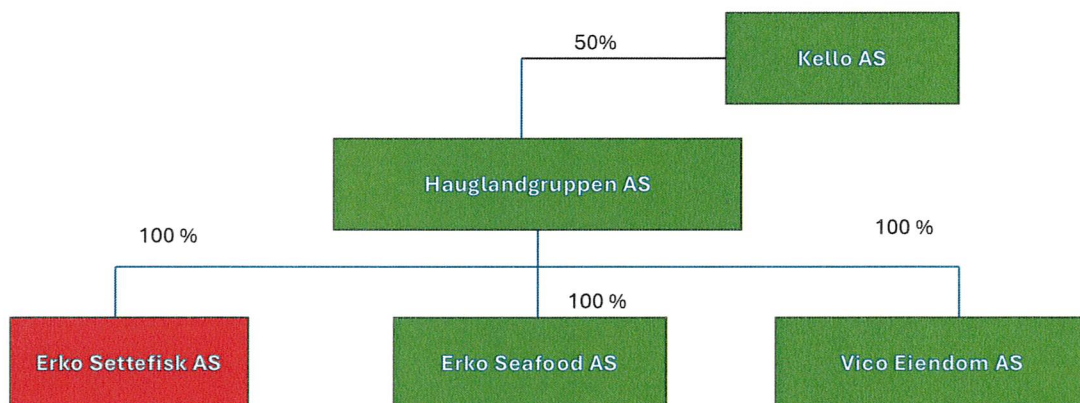 50%
Kello AS
Hauglandgruppen AS
100 %
100 %
100 %
Erko Settefisk AS
Erko Seafood AS
Vico Eiendom AS